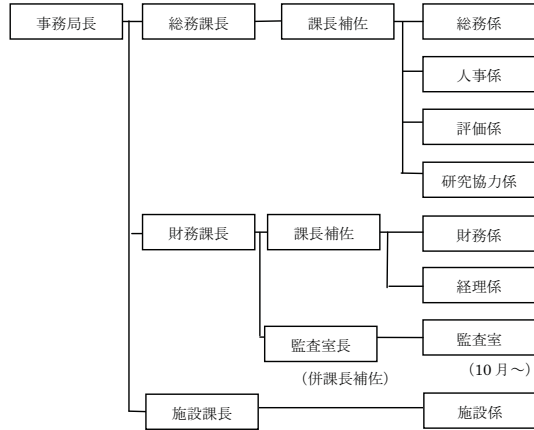 事務局長 総務課長 課長補佐 総務係
人事係
評価係
研究協力係
財務課長 課長補佐 財務係
経理係
監査室長 監査室
(併課長補佐) (10月~)
施設課長 施設係